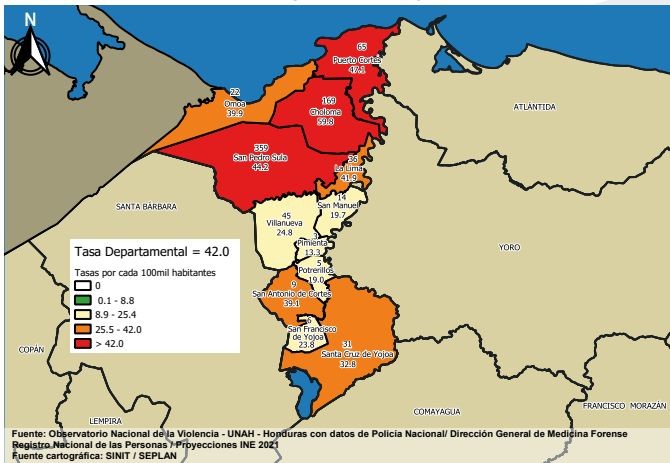 N
65
Puerto Cortés
47.1
22
Omoa
39.9
169
Choloma
59.8
ATLÁNTIDA
359
San Pedro Sula
44.2
36
La Lima
41.9
14
San Manuel
19.7
SANTA BÁRBARA
45
Villanueva
24.8
3
Pimienta
13.3
YORO
5
Potrerillos
19.0
9
San Antonio de Cortes
39.1
6
San Francisco
de Yojoa
23.8
31
Santa Cruz de Yojoa
32.8
Tasa Departamental = 42.0
Tasas por cada 100mil habitantes
0
0.1 - 8.8
8.9 - 25.4
25.5 - 42.0
> 42.0
COPÁN
LEMPIRA
COMAYAGUA
FRANCISCO MORAZÁN
Fuente: Observatorio Nacional de la Violencia - UNAH - Honduras con datos de Policía Nacional/ Dirección General de Medicina Forense
Registro Nacional de las Personas / Proyecciones INE 2021
Fuente cartográfica: SINIT / SEPLAN